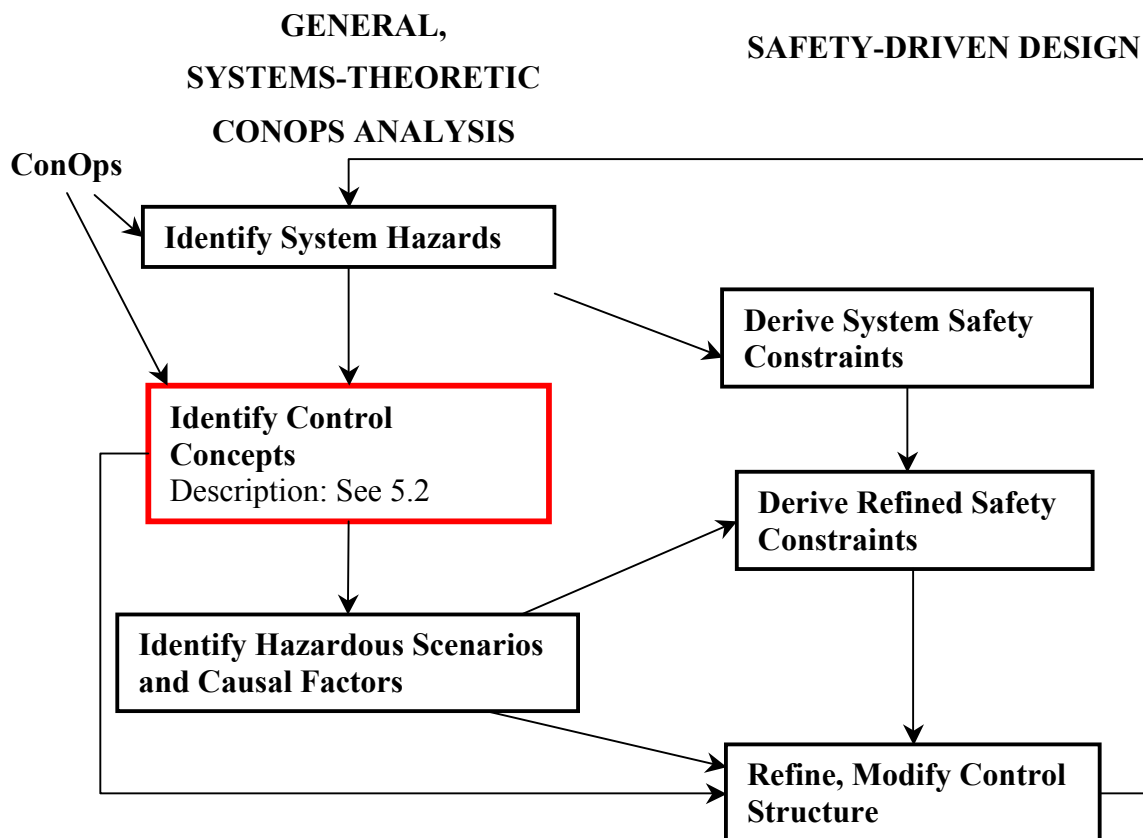 GENERAL,
SYSTEMS-THEORETIC
CONOPS ANALYSIS
SAFETY-DRIVEN DESIGN
ConOps
Identify System Hazards
Derive System Safety
Constraints
Identify Control
Concepts
Description: See 5.2
Derive Refined Safety
Constraints
Identify Hazardous Scenarios
and Causal Factors
Refine, Modify Control
Structure